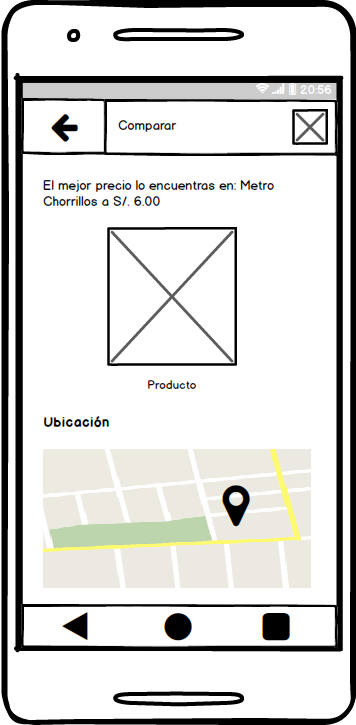 20:56
Comparar
El mejor precio lo encuentras en: Metro
Chorrillos a S/. 6.00
Producto
Ubicación